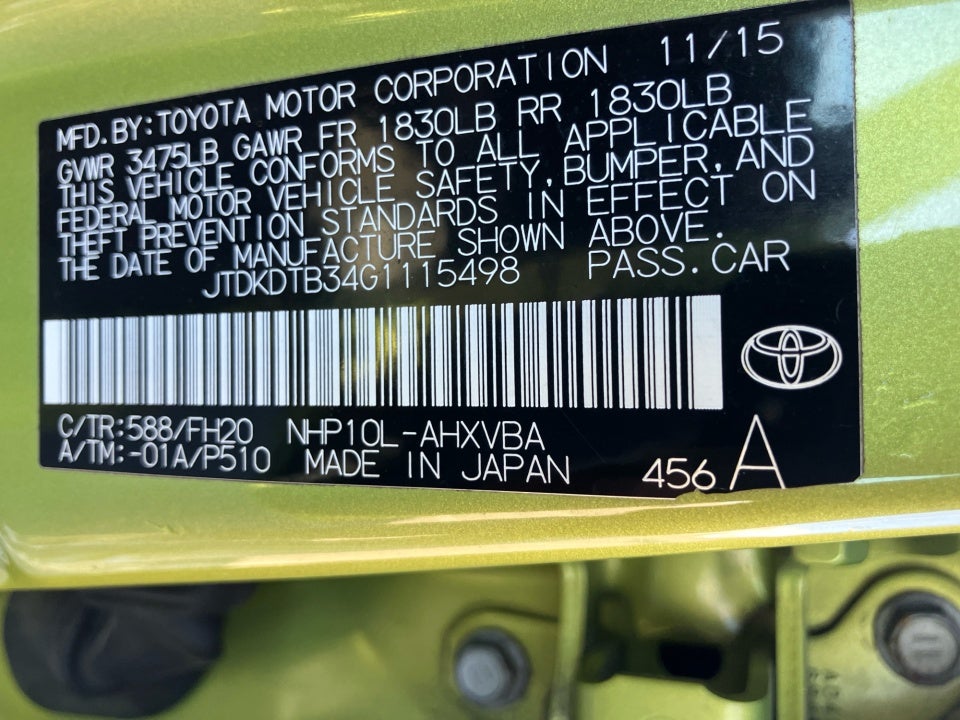 MFD. BY: TOYOTA MOTOR CORPORATION 11/15
GVWR 3475LB GAWR FR 1830LB RR 1830LB
THIS VEHICLE CONFORMS TO ALL APPLICABLE
FEDERAL MOTOR VEHICLE SAFETY, BUMPER, AND
THEFT PREVENTION STANDARDS IN EFFECT ON
THE DATE OF MANUFACTURE SHOWN ABOVE.
JTDKDTB34G1115498 PASS. CAR
C/TR: 588/FH20 NHP10L-AHXVBA
A/TM: -01A/P510 MADE IN JAPAN 456 A